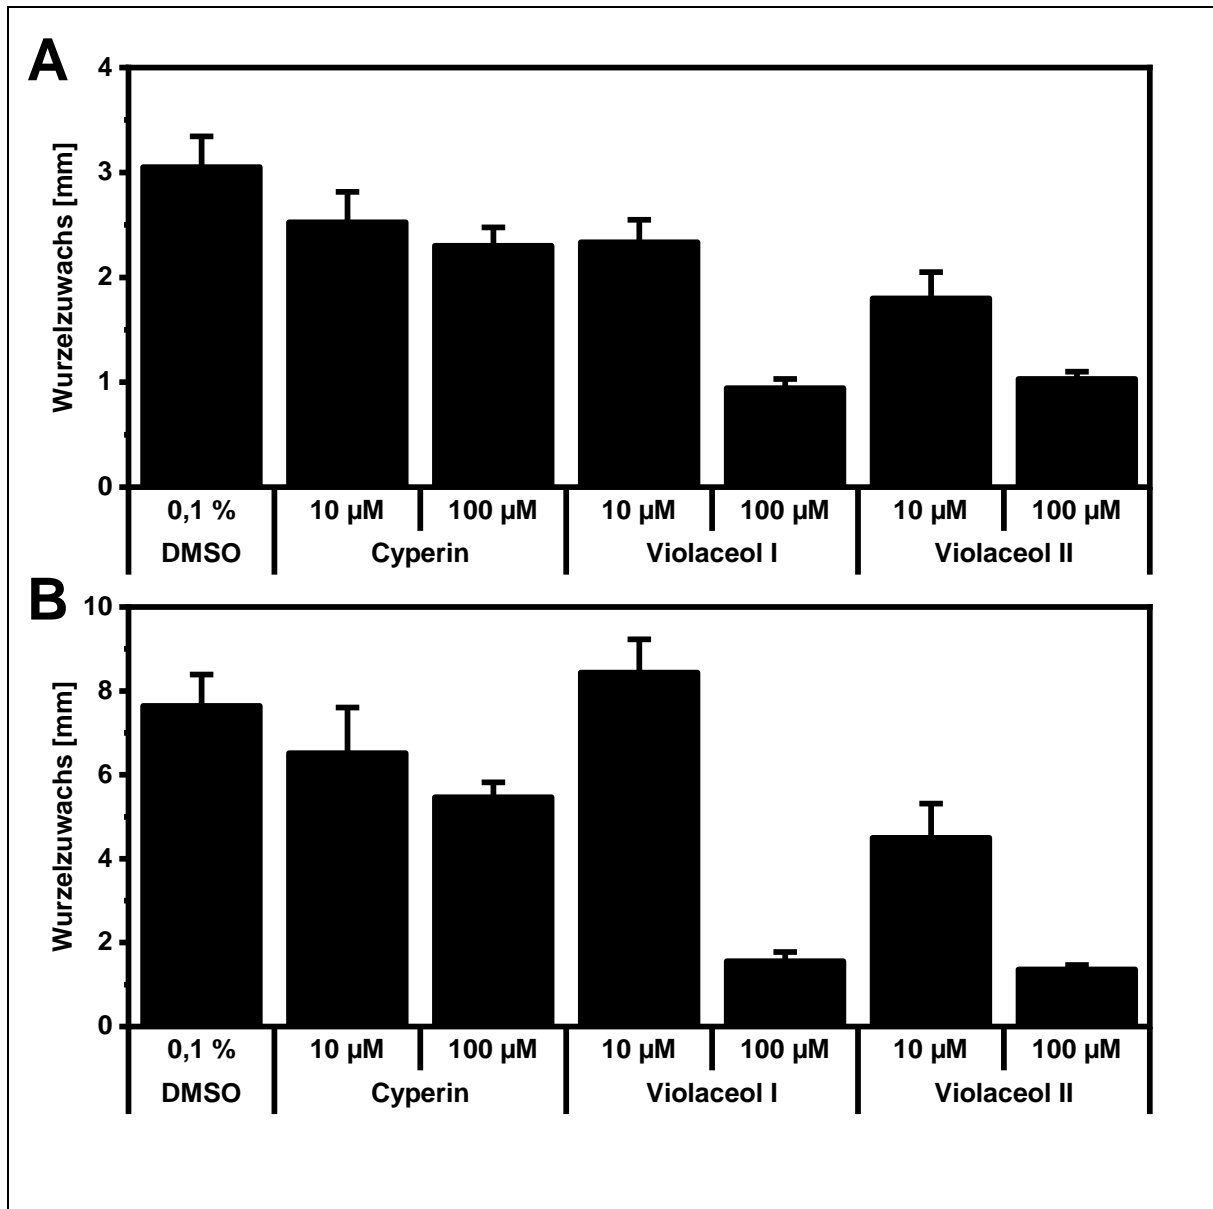 A
Wurzelzuwachs [mm]
4
3
2
1
0
0,1 % 10 µM 100 µM 10 µM 100 µM 10 µM 100 µM
DMSO Cyperin Violaceol I Violaceol II
B
Wurzelzuwachs [mm]
10
8
6
4
2
0
0,1 % 10 µM 100 µM 10 µM 100 µM 10 µM 100 µM
DMSO Cyperin Violaceol I Violaceol II